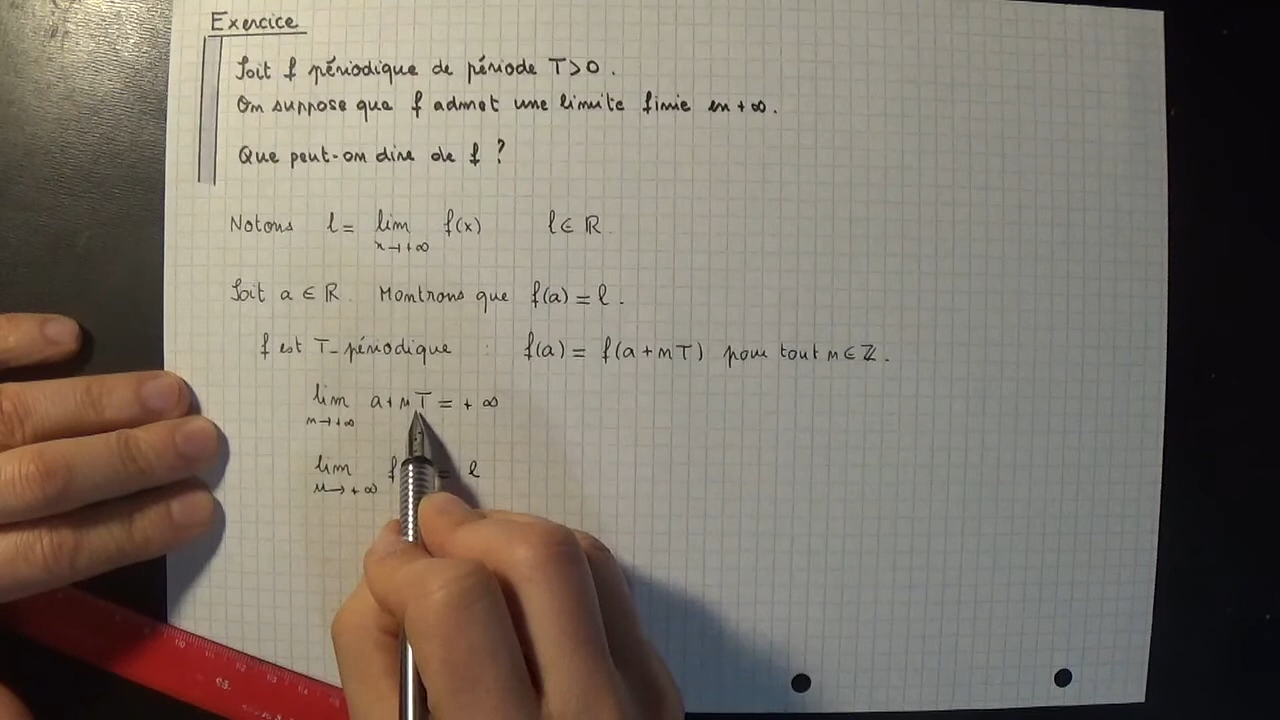 Exercice
Soit f périodique de période T>0.
On suppose que f admet une limite finie en +∞.
Que peut-on dire de f ?
Notons l = lim f(x) l ∈ ℝ.
x→+∞
Soit a ∈ ℝ. Montrons que f(a) = l.
f est T-périodique : f(a) = f(a+nT) pour tout n ∈ ℤ.
lim a+nT = +∞
n→+∞
lim f = l
n→+∞